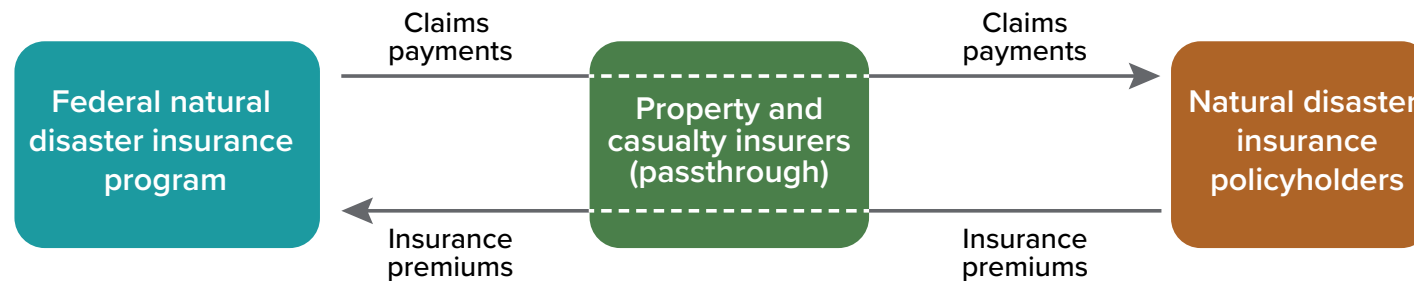 Claims
payments
Claims
payments
Federal natural
disaster insurance
program
Property and
casualty insurers
(passthrough)
Natural disaster
insurance
policyholders
Insurance
premiums
Insurance
premiums